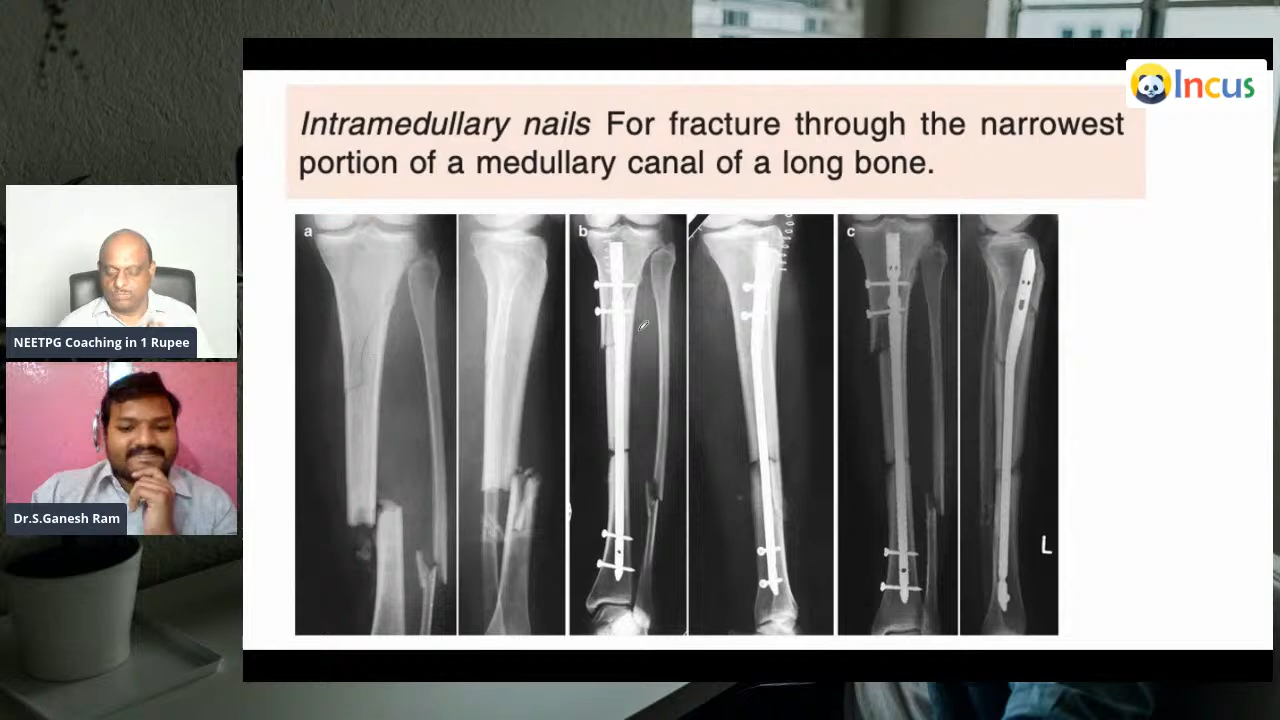 Incus
Intramedullary nails For fracture through the narrowest
portion of a medullary canal of a long bone.
a
b
c
L
NEETPG Coaching in 1 Rupee
Dr.S.Ganesh Ram